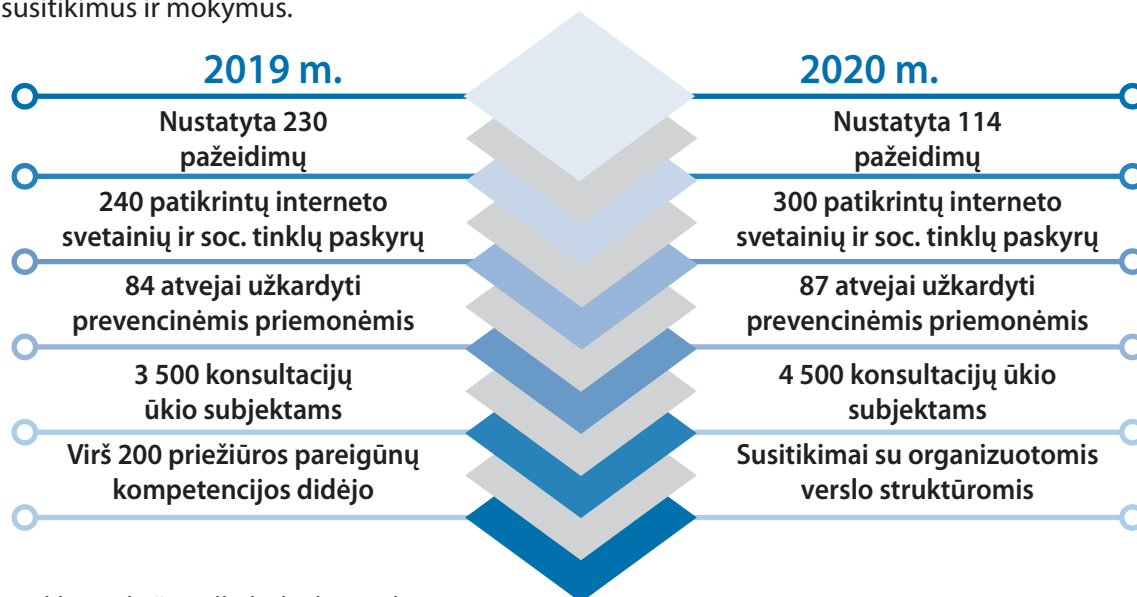 susitikimus ir mokymus.
2019 m.
Nustatyta 230
pažeidimų
240 patikrintų interneto
svetainių ir soc. tinklų paskyrų
84 atvejai užkardyti
prevencinėmis priemonėmis
3 500 konsultacijų
ūkio subjektams
Virš 200 priežiūros pareigūnų
kompetencijos didėjo
2020 m.
Nustatyta 114
pažeidimų
300 patikrintų interneto
svetainių ir soc. tinklų paskyrų
87 atvejai užkardyti
prevencinėmis priemonėmis
4 500 konsultacijų ūkio
subjektams
Susitikimai su organizuotomis
verslo struktūromis